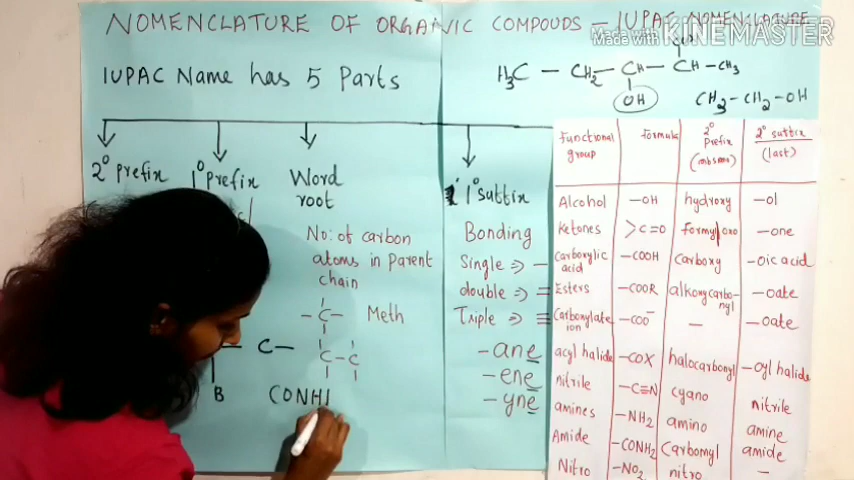 NOMENCLATURE OF ORGANIC COMPOUDS - IUPAC NOMENCLATURE
Made with KINEMASTER
IUPAC Name has 5 Parts
H3C — CH2 — CH — CH — CH3
OH
CH3 — CH2 — OH
2° prefix
1° prefix
Word
root
No: of carbon
atoms in Parent
chain
— C — Meth
C — C
— C —
B
CONH
1° suffix
Bonding
Single ⇒ —
double ⇒ =
Triple ⇒ ≡
- ane
- ene
- yne
Functional group Formula 2° Prefix 2° suffix (last)
Alcohol —OH hydroxy —ol
Ketones >C=O formyl/oxo —one
Carboxylic acid —COOH carboxy —oic acid
Esters —COOR alkoxycarbonyl —oate
Carboxylate ion —COO⁻ — —oate
acyl halide —COX halocarbonyl —oyl halide
nitrile —C≡N cyano nitrile
amines —NH2 amino amine
Amide —CONH2 Carbomyl amide
Nitro —NO2 nitro —